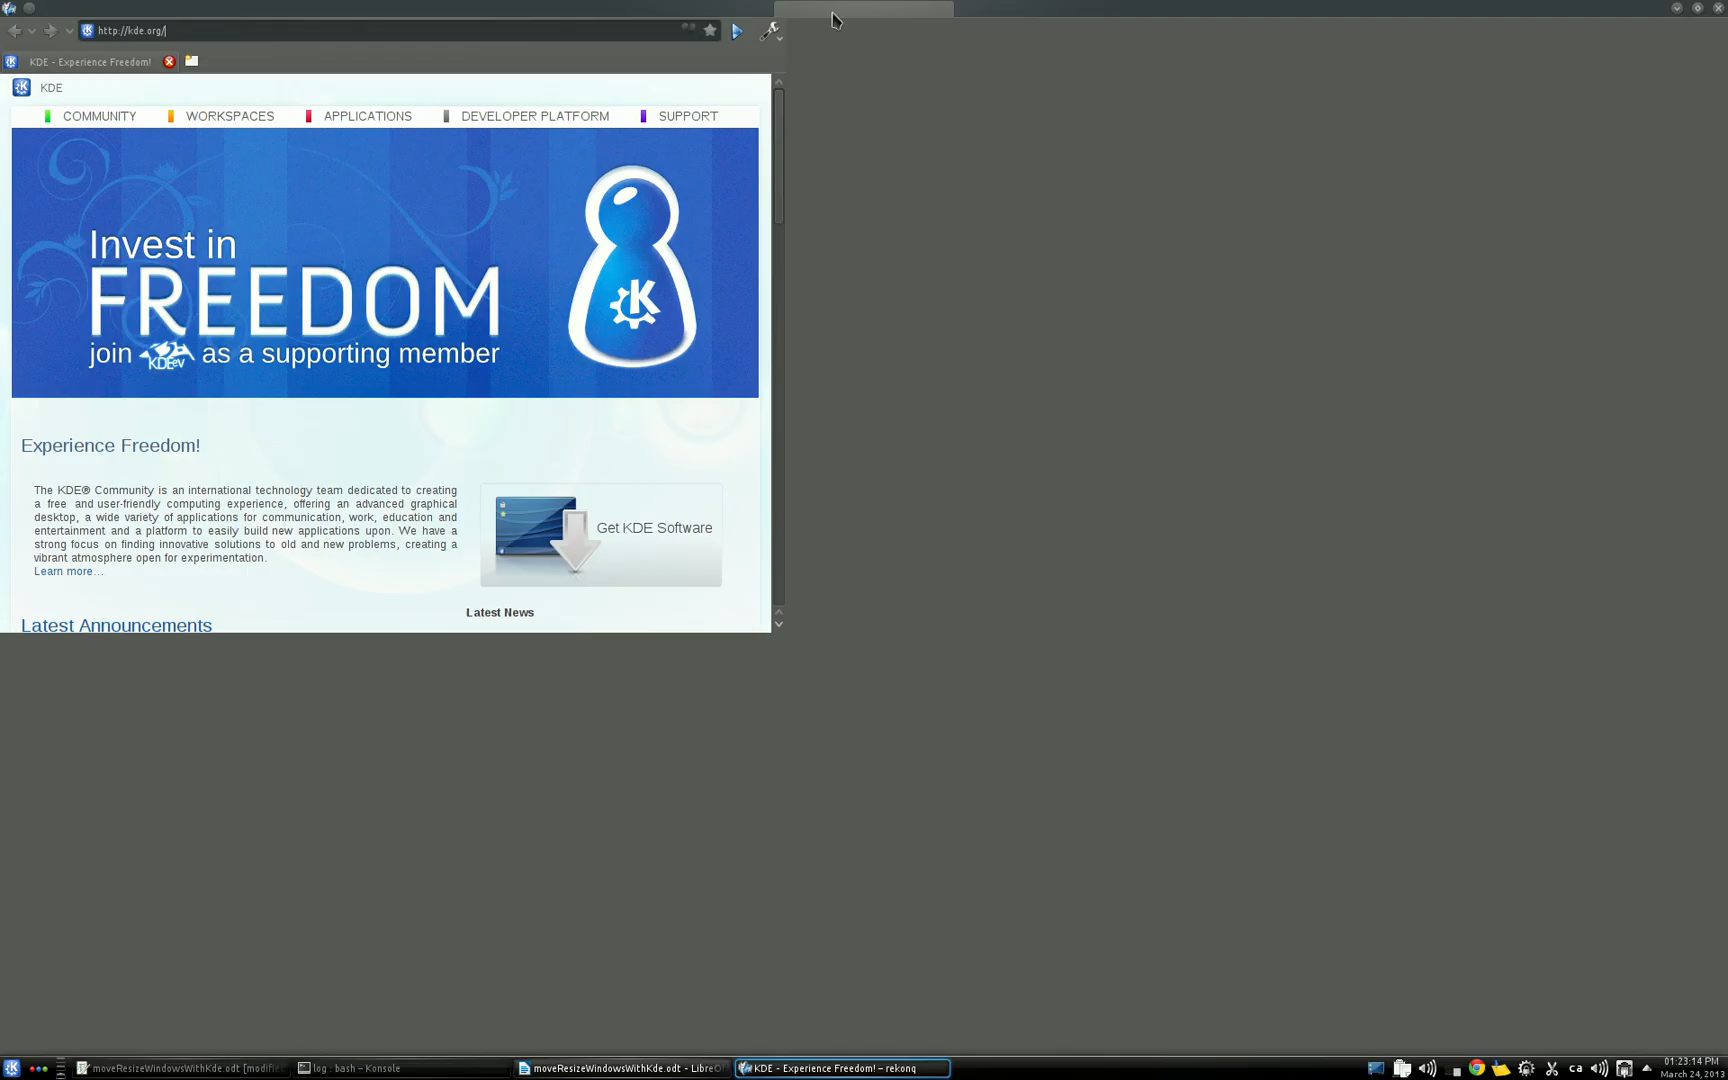 http://kde.org/
KDE - Experience Freedom!
KDE
COMMUNITY WORKSPACES APPLICATIONS DEVELOPER PLATFORM SUPPORT
Invest in
FREEDOM
join KDEeV as a supporting member
Experience Freedom!
The KDE® Community is an international technology team dedicated to creating
a free and user-friendly computing experience, offering an advanced graphical
desktop, a wide variety of applications for communication, work, education and
entertainment and a platform to easily build new applications upon. We have a
strong focus on finding innovative solutions to old and new problems, creating a
vibrant atmosphere open for experimentation.
Learn more...
Get KDE Software
Latest News
Latest Announcements
moveResizeWindowsWithKde.odt [modifie
log : bash – Konsole
moveResizeWindowsWithKde.odt - LibreO
KDE - Experience Freedom! – rekonq
ca
01:23:14 PM
March 24, 2013